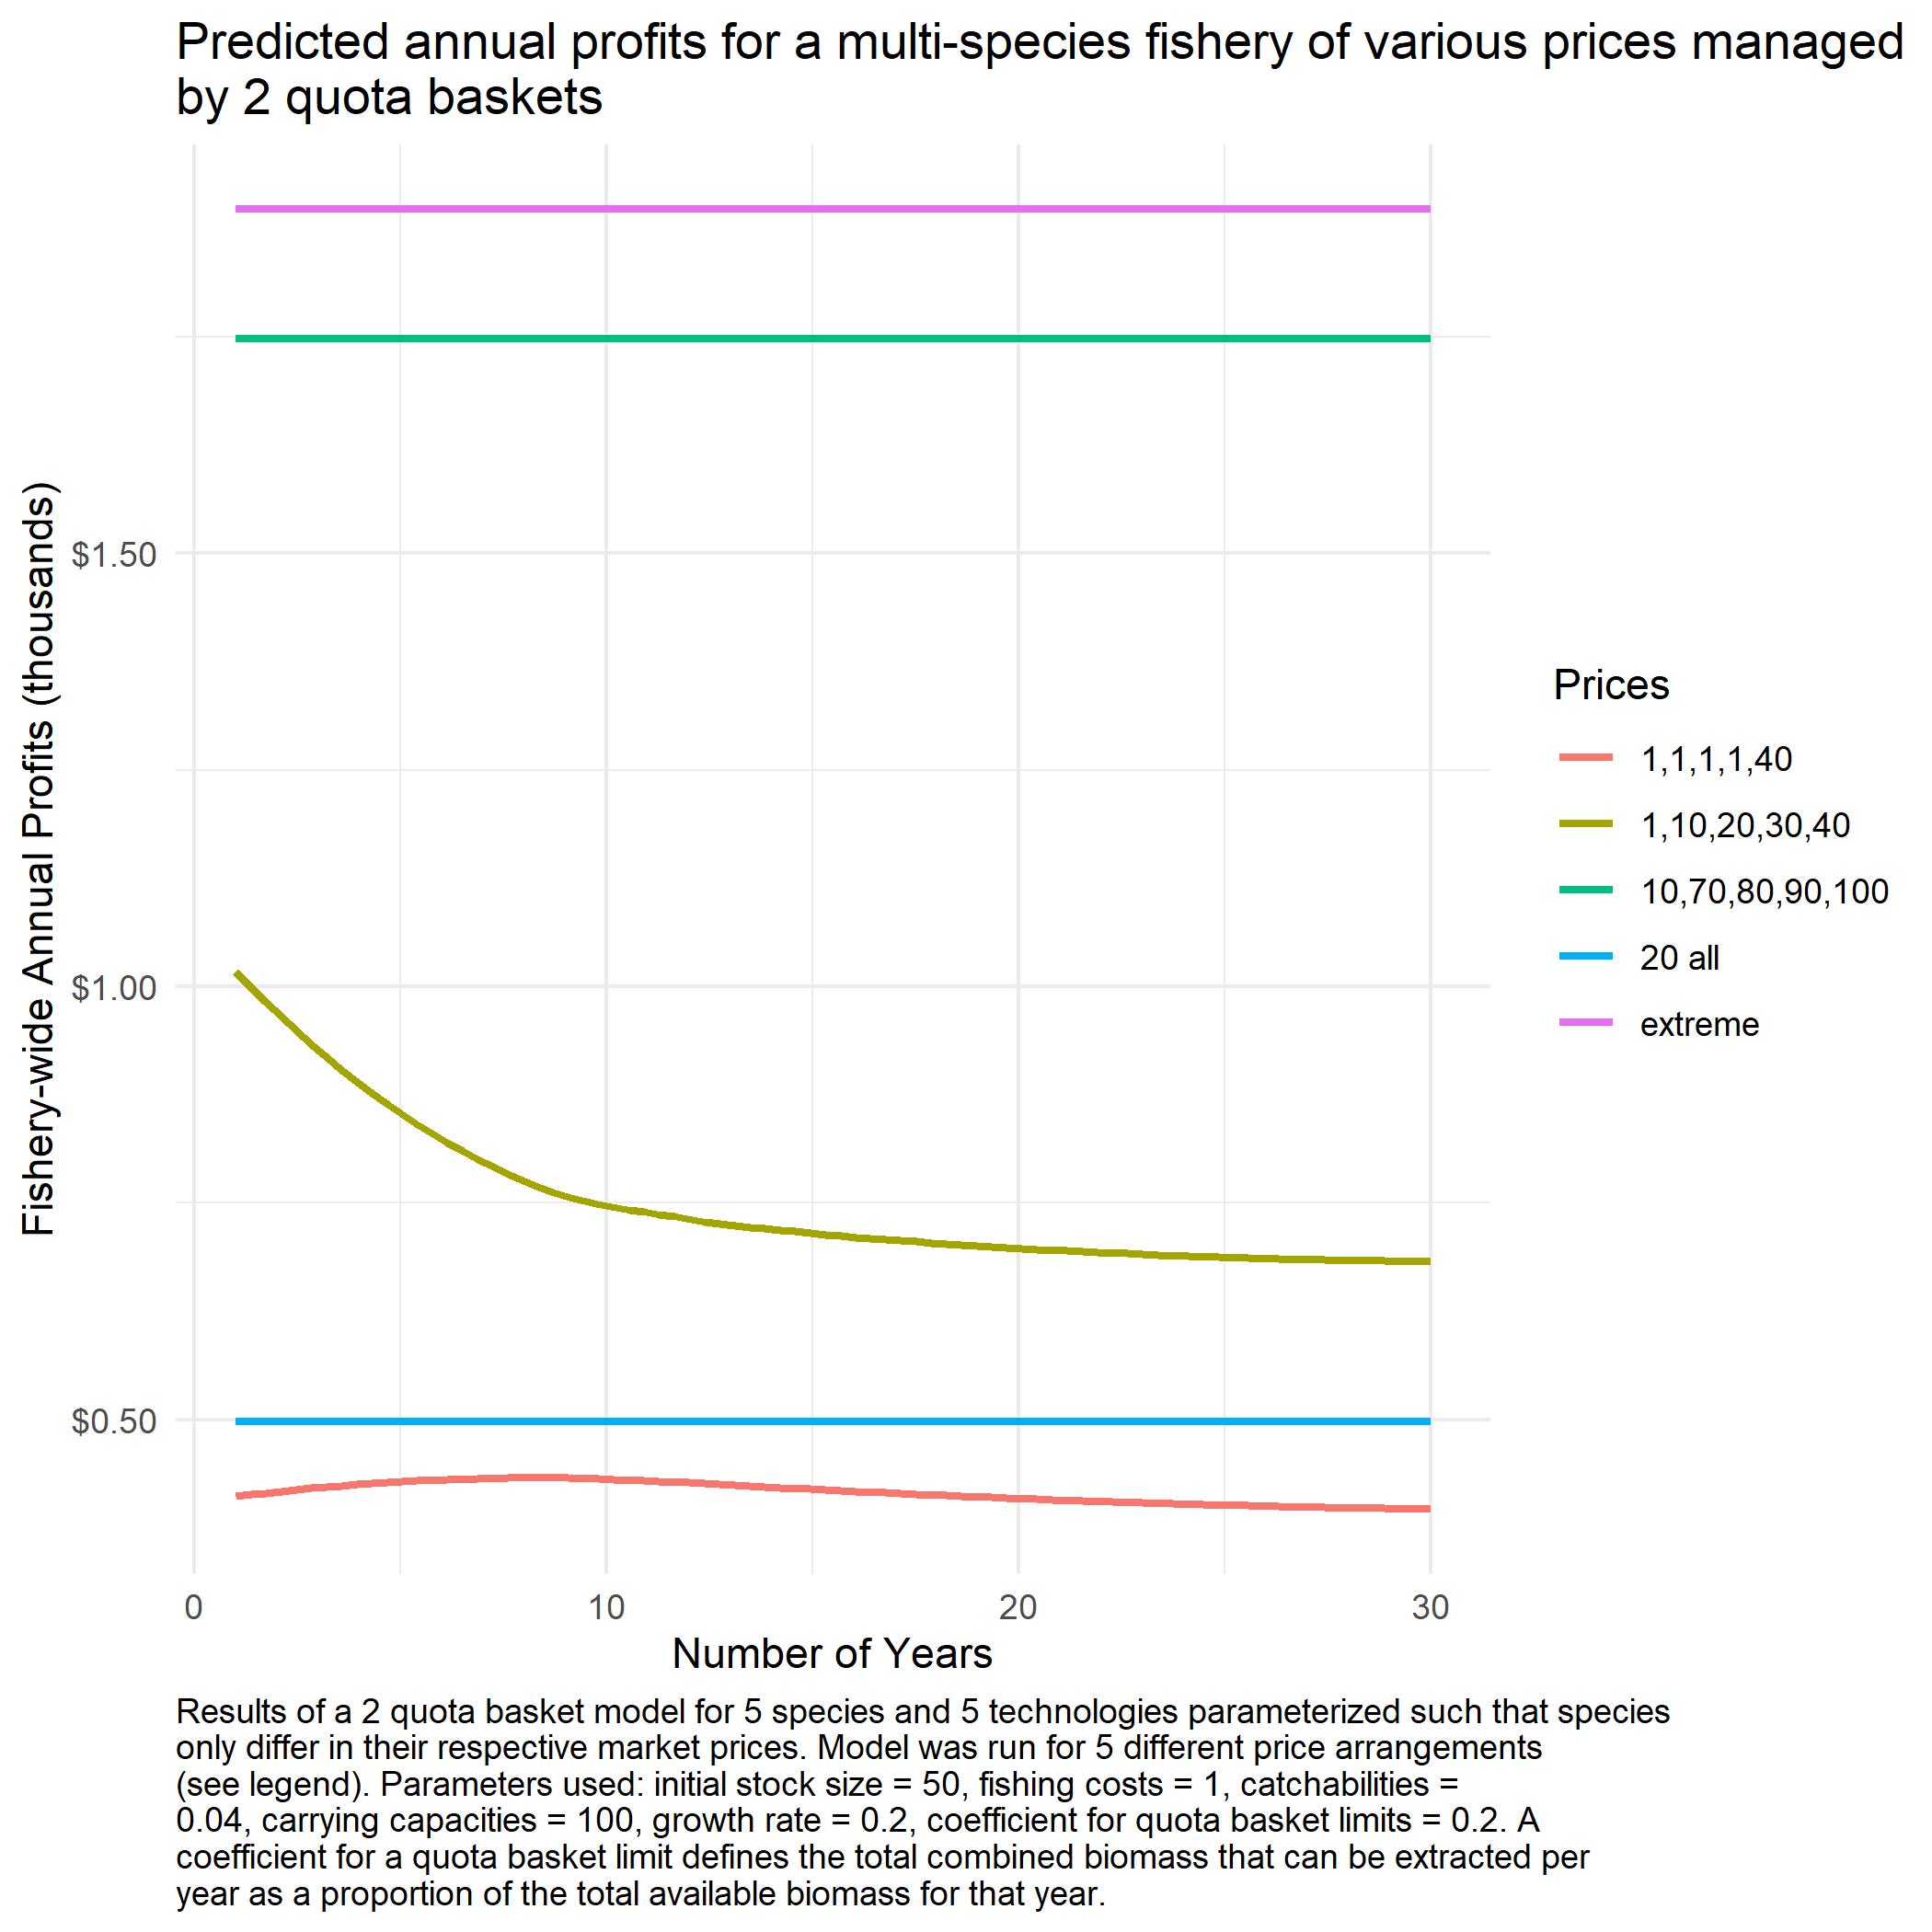 Predicted annual profits for a multi-species fishery of various prices managed
by 2 quota baskets
Fishery-wide Annual Profits (thousands)
$1.50
$1.00
$0.50
0
10
20
30
Number of Years
Prices
1,1,1,1,40
1,10,20,30,40
10,70,80,90,100
20 all
extreme
Results of a 2 quota basket model for 5 species and 5 technologies parameterized such that species
only differ in their respective market prices. Model was run for 5 different price arrangements
(see legend). Parameters used: initial stock size = 50, fishing costs = 1, catchabilities =
0.04, carrying capacities = 100, growth rate = 0.2, coefficient for quota basket limits = 0.2. A
coefficient for a quota basket limit defines the total combined biomass that can be extracted per
year as a proportion of the total available biomass for that year.